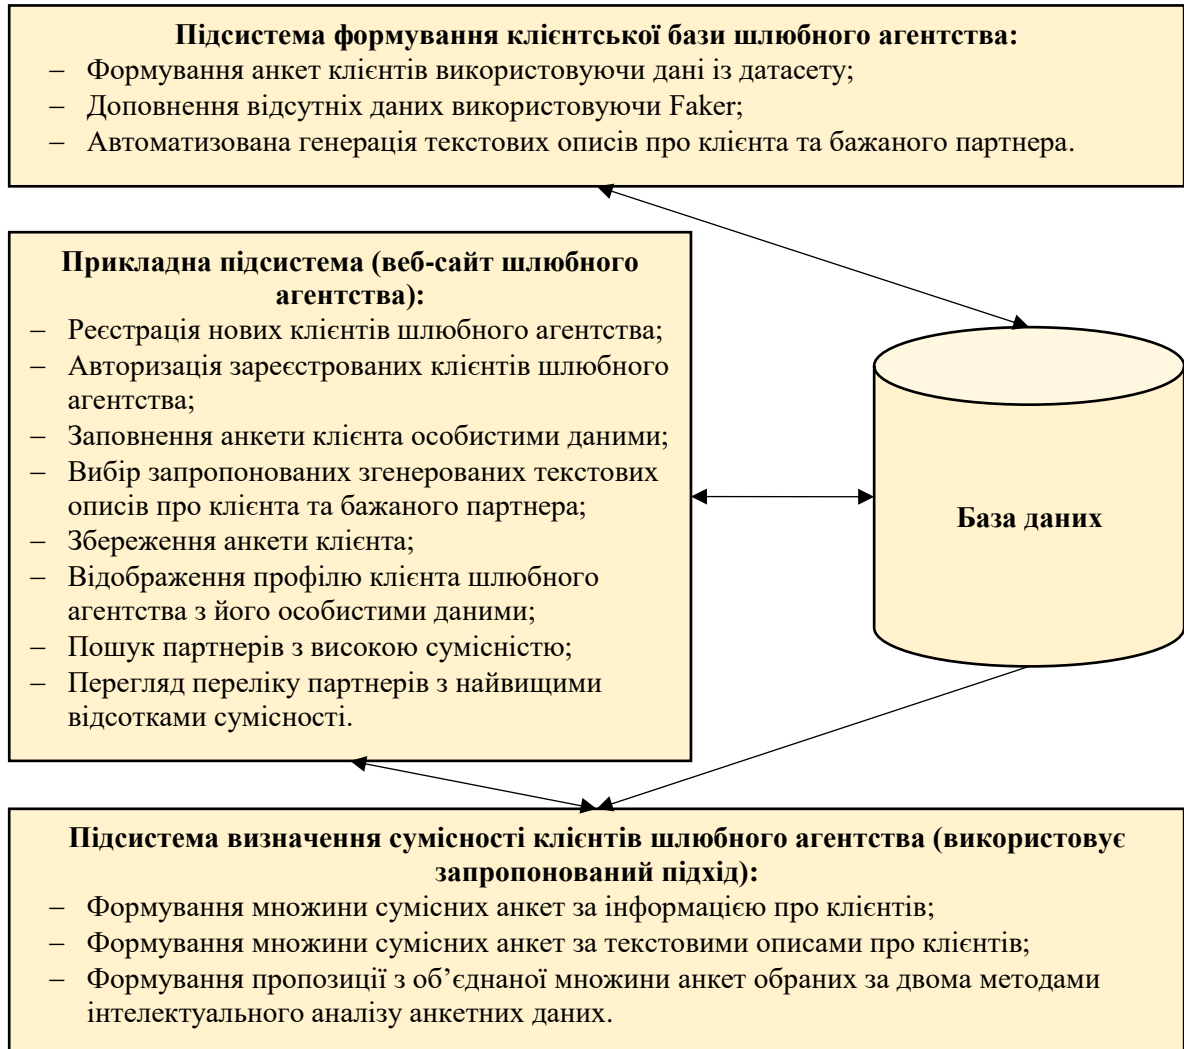 Підсистема формування клієнтської бази шлюбного агентства:
– Формування анкет клієнтів використовуючи дані із датасету;
– Доповнення відсутніх даних використовуючи Faker;
– Автоматизована генерація текстових описів про клієнта та бажаного партнера.
Прикладна підсистема (веб-сайт шлюбного
агентства):
– Реєстрація нових клієнтів шлюбного агентства;
– Авторизація зареєстрованих клієнтів шлюбного
агентства;
– Заповнення анкети клієнта особистими даними;
– Вибір запропонованих згенерованих текстових
описів про клієнта та бажаного партнера;
– Збереження анкети клієнта;
– Відображення профілю клієнта шлюбного
агентства з його особистими даними;
– Пошук партнерів з високою сумісністю;
– Перегляд переліку партнерів з найвищими
відсотками сумісності.
База даних
Підсистема визначення сумісності клієнтів шлюбного агентства (використовує
запропонований підхід):
– Формування множини сумісних анкет за інформацією про клієнтів;
– Формування множини сумісних анкет за текстовими описами про клієнтів;
– Формування пропозиції з об’єднаної множини анкет обраних за двома методами
інтелектуального аналізу анкетних даних.